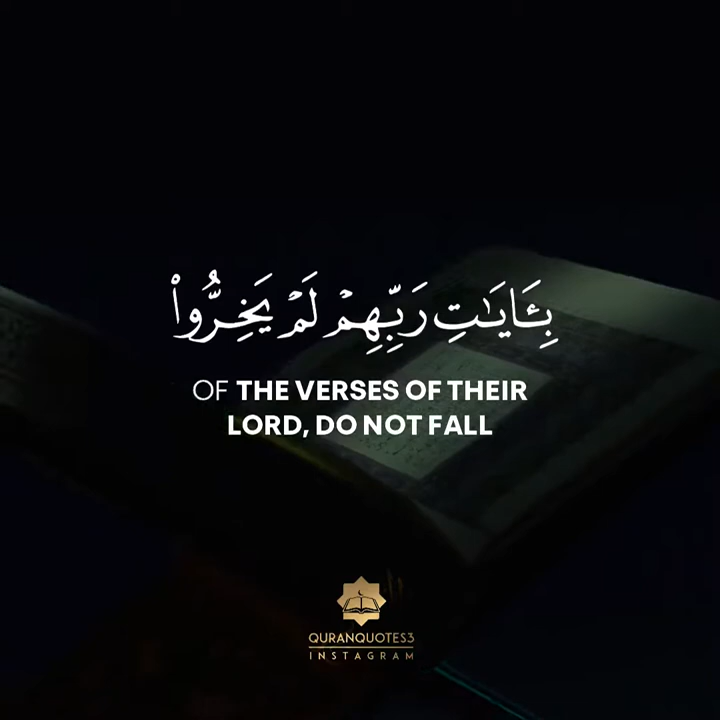 بِـَٔايَـٰتِ رَبِّهِمْ لَمْ يَخِرُّوا۟
OF THE VERSES OF THEIR
LORD, DO NOT FALL
QURANQUOTES3
INSTAGRAM